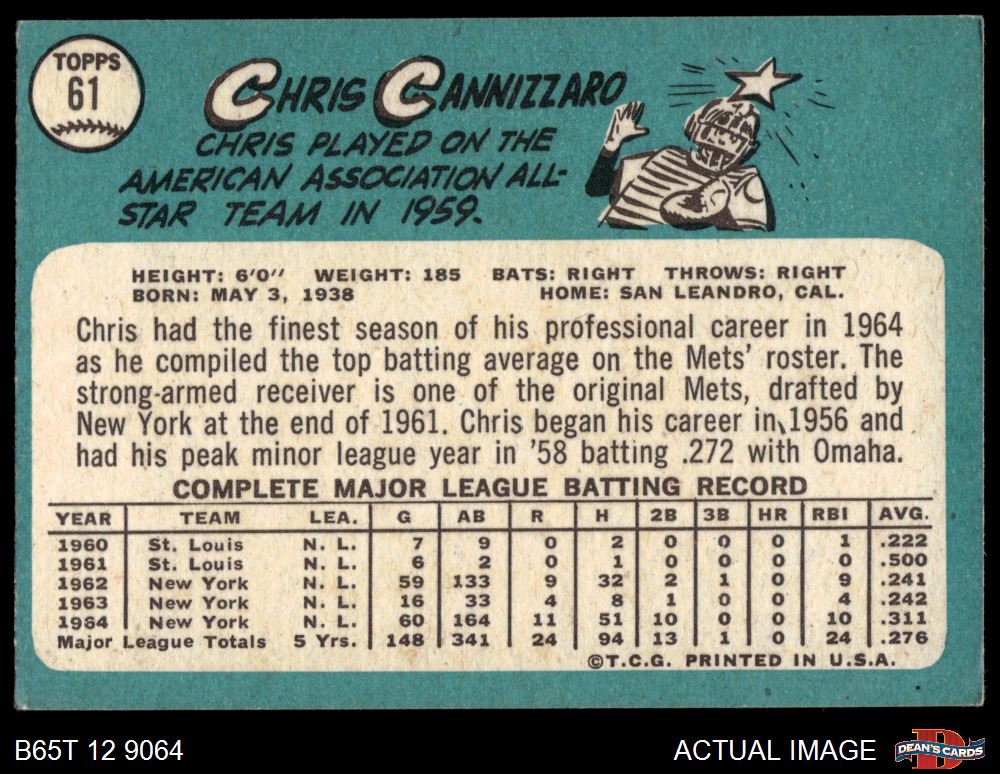 TOPPS
61
CHRIS CANNIZZARO
CHRIS PLAYED ON THE
AMERICAN ASSOCIATION ALL-
STAR TEAM IN 1959.
HEIGHT: 6'0" WEIGHT: 185 BATS: RIGHT THROWS: RIGHT
BORN: MAY 3, 1938 HOME: SAN LEANDRO, CAL.
Chris had the finest season of his professional career in 1964
as he compiled the top batting average on the Mets' roster. The
strong-armed receiver is one of the original Mets, drafted by
New York at the end of 1961. Chris began his career in 1956 and
had his peak minor league year in '58 batting .272 with Omaha.
COMPLETE MAJOR LEAGUE BATTING RECORD
YEAR TEAM LEA. G AB R H 2B 3B HR RBI AVG.
1960 St. Louis N. L. 7 9 0 2 0 0 0 1 .222
1961 St. Louis N. L. 6 2 0 1 0 0 0 0 .500
1962 New York N. L. 59 133 9 32 2 1 0 9 .241
1963 New York N. L. 16 33 4 8 1 0 0 4 .242
1964 New York N. L. 60 164 11 51 10 0 0 10 .311
Major League Totals 5 Yrs. 148 341 24 94 13 1 0 24 .276
©T.C.G. PRINTED IN U.S.A.
B65T 12 9064 ACTUAL IMAGE D DEAN'S CARDS